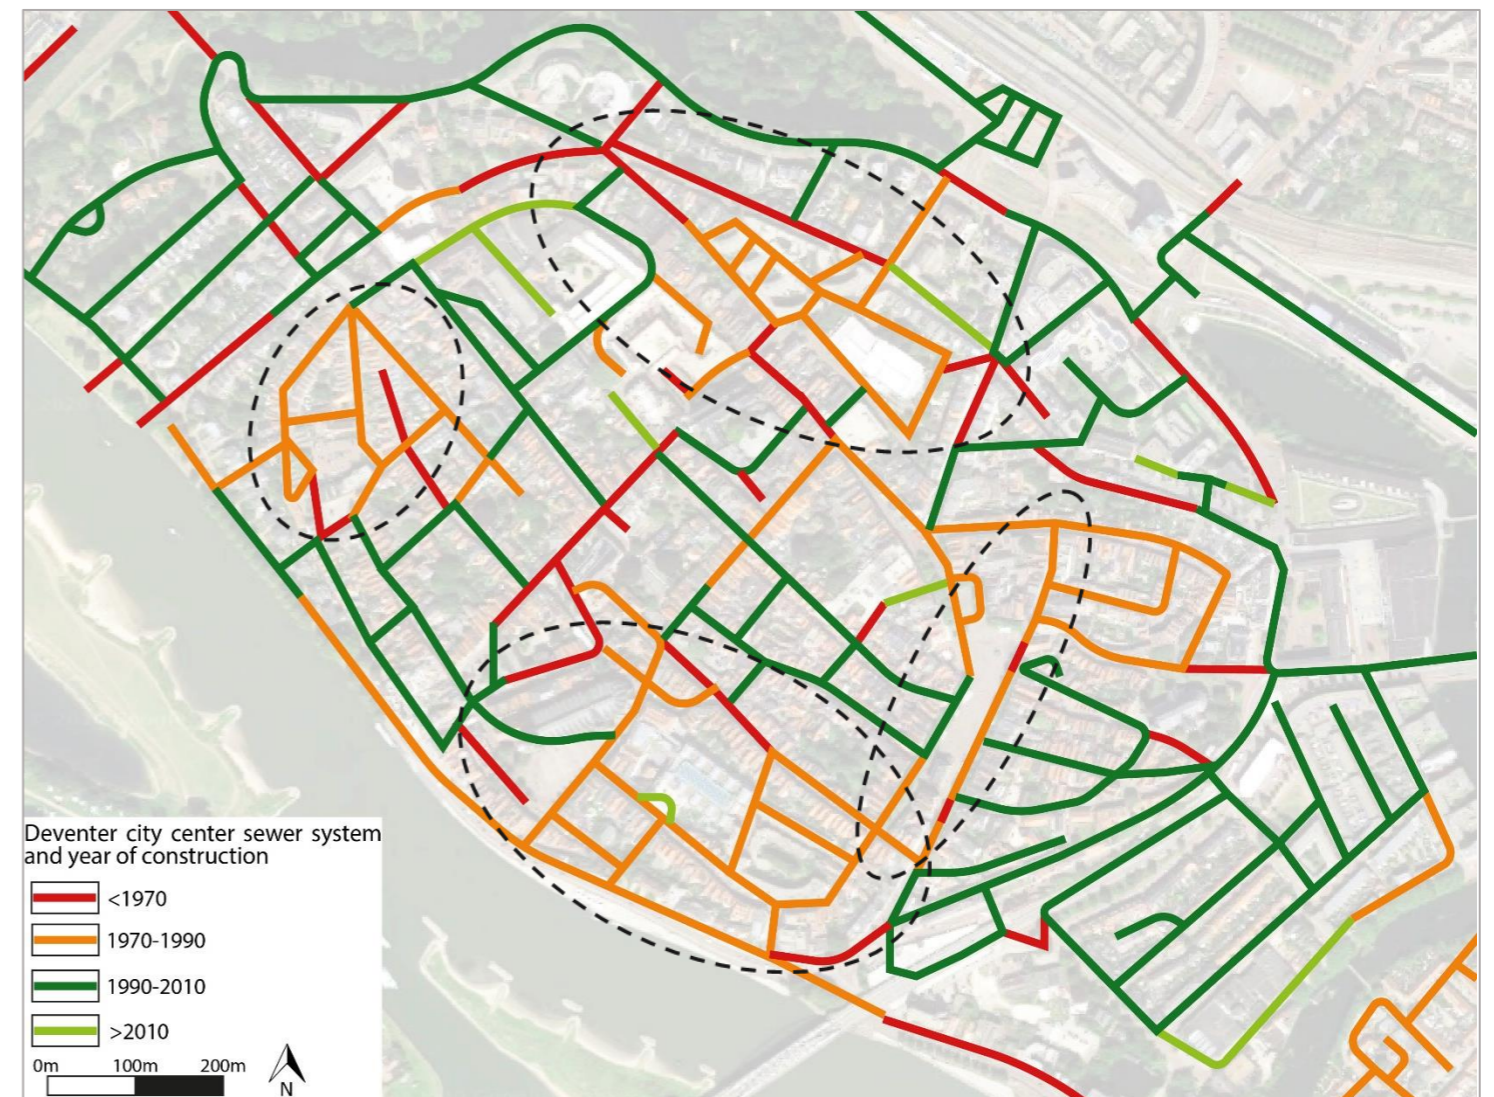 Deventer city center sewer system
and year of construction
<1970
1970-1990
1990-2010
>2010
0m 100m 200m
N